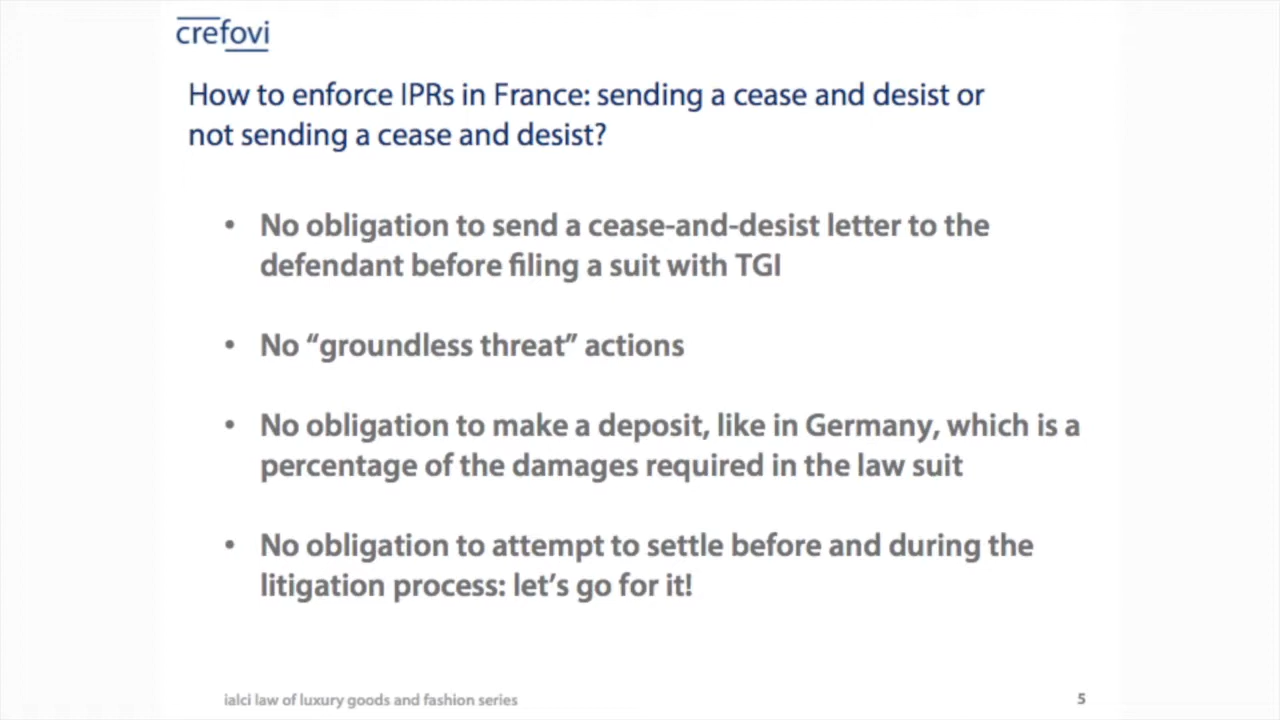 crefovi
How to enforce IPRs in France: sending a cease and desist or
not sending a cease and desist?
• No obligation to send a cease-and-desist letter to the
defendant before filing a suit with TGI
• No “groundless threat” actions
• No obligation to make a deposit, like in Germany, which is a
percentage of the damages required in the law suit
• No obligation to attempt to settle before and during the
litigation process: let’s go for it!
ialci law of luxury goods and fashion series
5